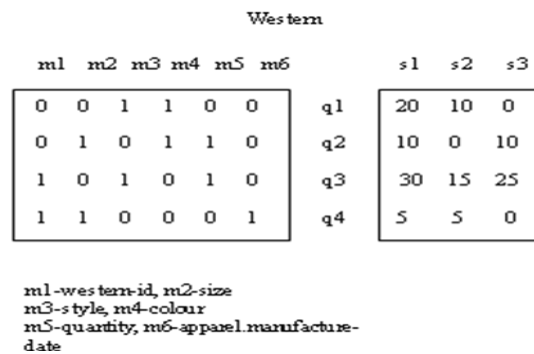 Western
m1 m2 m3 m4 m5 m6 s1 s2 s3
0 0 1 1 0 0 q1 20 10 0
0 1 0 1 1 0 q2 10 0 10
1 0 1 0 1 0 q3 30 15 25
1 1 0 0 0 1 q4 5 5 0
m1-western-id, m2-size
m3-style, m4-colour
m5-quantity, m6-apparel.manufacture-
date